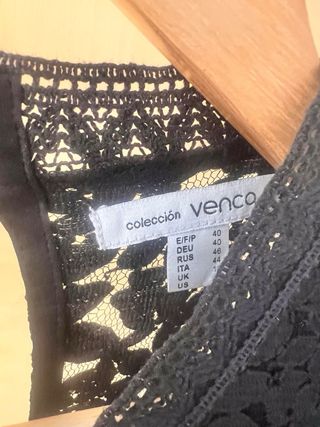 colección venca
E/F/P 40
DEU 40
RUS 46
ITA 44
UK
US